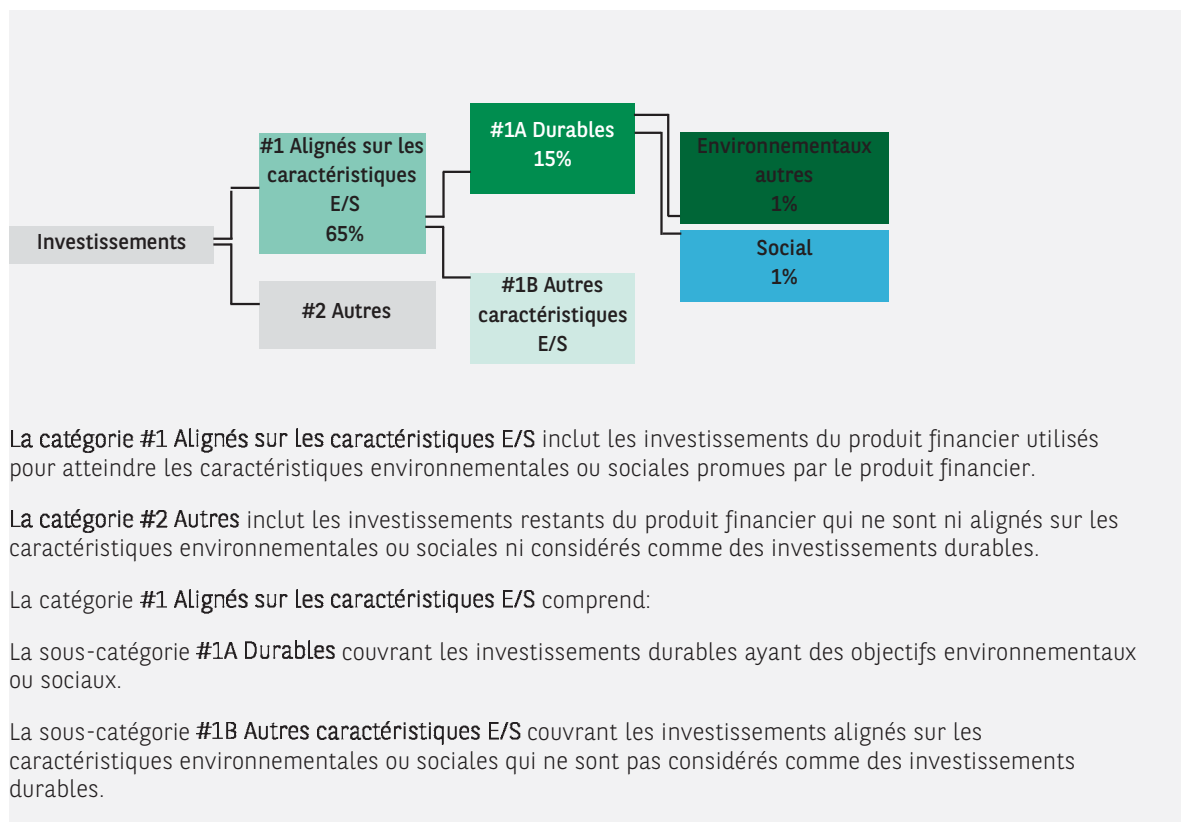 Investissements
#1 Alignés sur les
caractéristiques
E/S
65%
#2 Autres
#1A Durables
15%
#1B Autres
caractéristiques
E/S
Environnementaux
autres
1%
Social
1%
La catégorie #1 Alignés sur les caractéristiques E/S inclut les investissements du produit financier utilisés
pour atteindre les caractéristiques environnementales ou sociales promues par le produit financier.
La catégorie #2 Autres inclut les investissements restants du produit financier qui ne sont ni alignés sur les
caractéristiques environnementales ou sociales ni considérés comme des investissements durables.
La catégorie #1 Alignés sur les caractéristiques E/S comprend:
La sous-catégorie #1A Durables couvrant les investissements durables ayant des objectifs environnementaux
ou sociaux.
La sous-catégorie #1B Autres caractéristiques E/S couvrant les investissements alignés sur les
caractéristiques environnementales ou sociales qui ne sont pas considérés comme des investissements
durables.